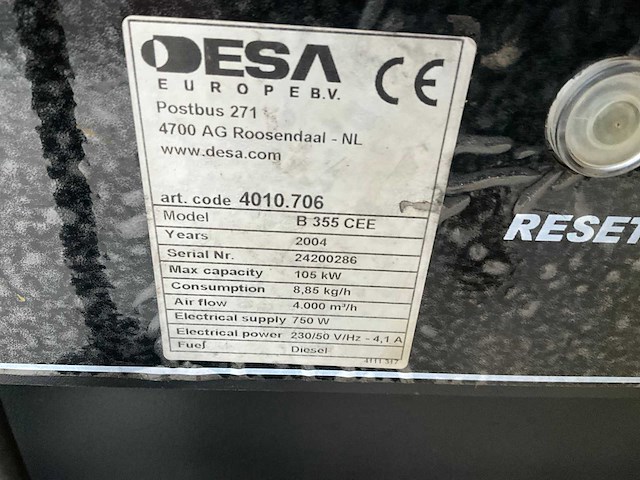 DESA
EUROPE B.V.
CE
Postbus 271
4700 AG Roosendaal - NL
www.desa.com
art. code 4010.706
Model B 355 CEE
Years 2004
Serial Nr. 24200286
Max capacity 105 kW
Consumption 8,85 kg/h
Air flow 4.000 m³/h
Electrical supply 750 W
Electrical power 230/50 V/Hz - 4,1 A
Fuel Diesel
4111.317
RESET